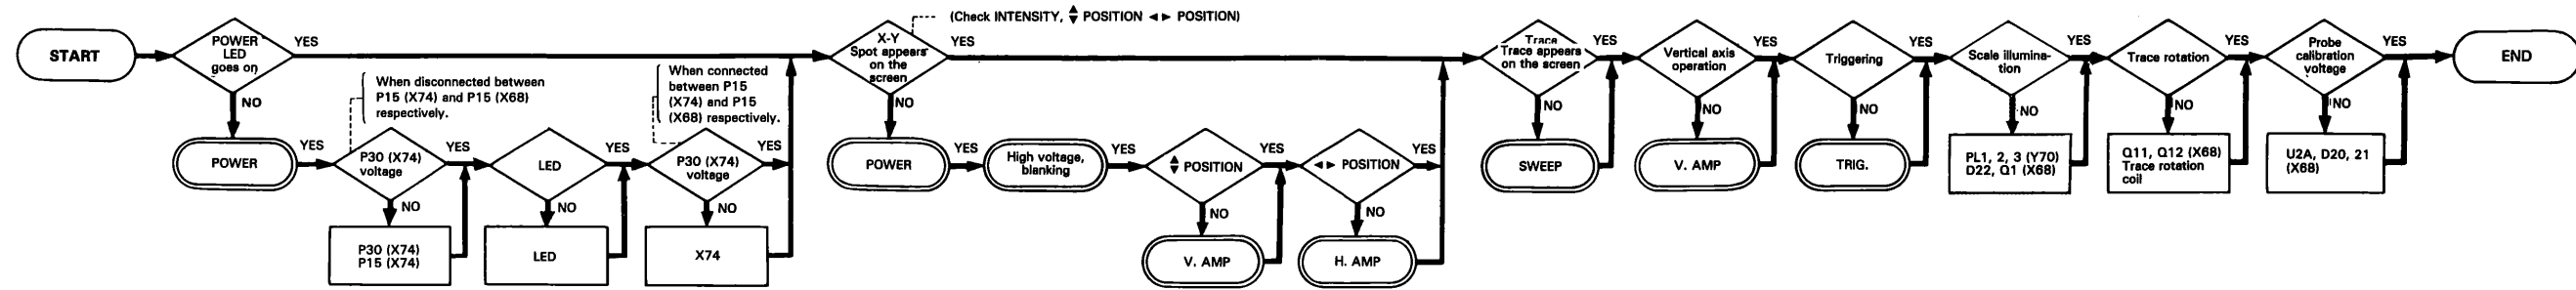 START
POWER
LED
goes on
YES
NO
POWER
YES
When disconnected between
P15 (X74) and P15 (X68)
respectively.
P30 (X74)
voltage
YES
NO
P30 (X74)
P15 (X74)
LED
YES
NO
LED
When connected
between P15
(X74) and P15
(X68) respectively.
P30 (X74)
voltage
YES
NO
X74
(Check INTENSITY, ▲▼ POSITION ◄► POSITION)
X-Y
Spot appears
on the
screen
YES
NO
POWER
YES
High voltage,
blanking
YES
▲▼ POSITION
YES
NO
V. AMP
◄► POSITION
YES
NO
H. AMP
Trace
Trace appears
on the screen
YES
NO
SWEEP
Vertical axis
operation
YES
NO
V. AMP
Triggering
YES
NO
TRIG.
Scale illumina-
tion
YES
NO
PL1, 2, 3 (Y70)
D22, Q1 (X68)
Trace rotation
YES
NO
Q11, Q12 (X68)
Trace rotation
coil
Probe
calibration
voltage
YES
NO
U2A, D20, 21
(X68)
END